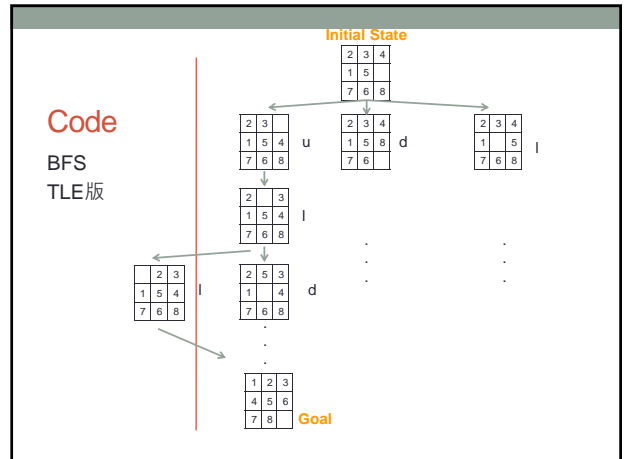 Initial State
2 3 4
1 5
7 6 8
Code
BFS
TLE版
2 3
1 5 4
7 6 8
u
2 3 4
1 5 8
7 6
d
2 3 4
1 5
7 6 8
l
2 3
1 5 4
7 6 8
l
. .
. .
. .
2 3
1 5 4
7 6 8
l
2 5 3
1 4
7 6 8
d
.
.
.
1 2 3
4 5 6
7 8
Goal